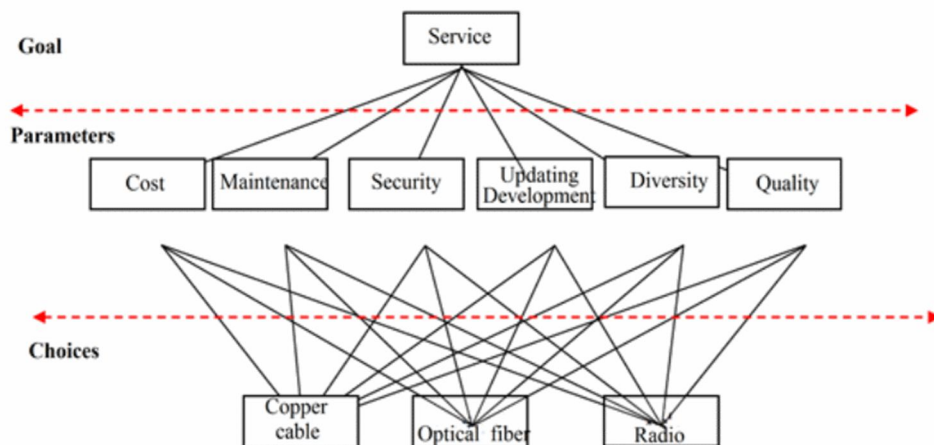 Goal
Service
Parameters
Cost
Maintenance
Security
Updating
Development
Diversity
Quality
Choices
Copper
cable
Optical fiber
Radio